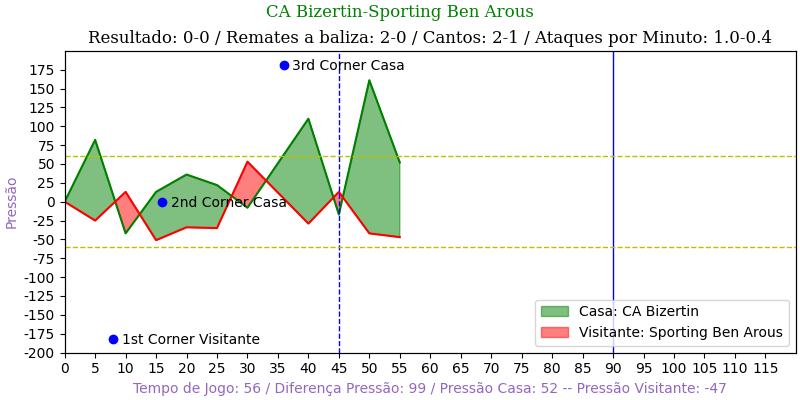 CA Bizertin-Sporting Ben Arous
Resultado: 0-0 / Remates a baliza: 2-0 / Cantos: 2-1 / Ataques por Minuto: 1.0-0.4
Pressão
175
150
125
100
75
50
25
0
-25
-50
-75
-100
-125
-150
-175
-200
3rd Corner Casa
2nd Corner Casa
1st Corner Visitante
Casa: CA Bizertin
Visitante: Sporting Ben Arous
0 5 10 15 20 25 30 35 40 45 50 55 60 65 70 75 80 85 90 95 100 105 110 115
Tempo de Jogo: 56 / Diferença Pressão: 99 / Pressão Casa: 52 -- Pressão Visitante: -47